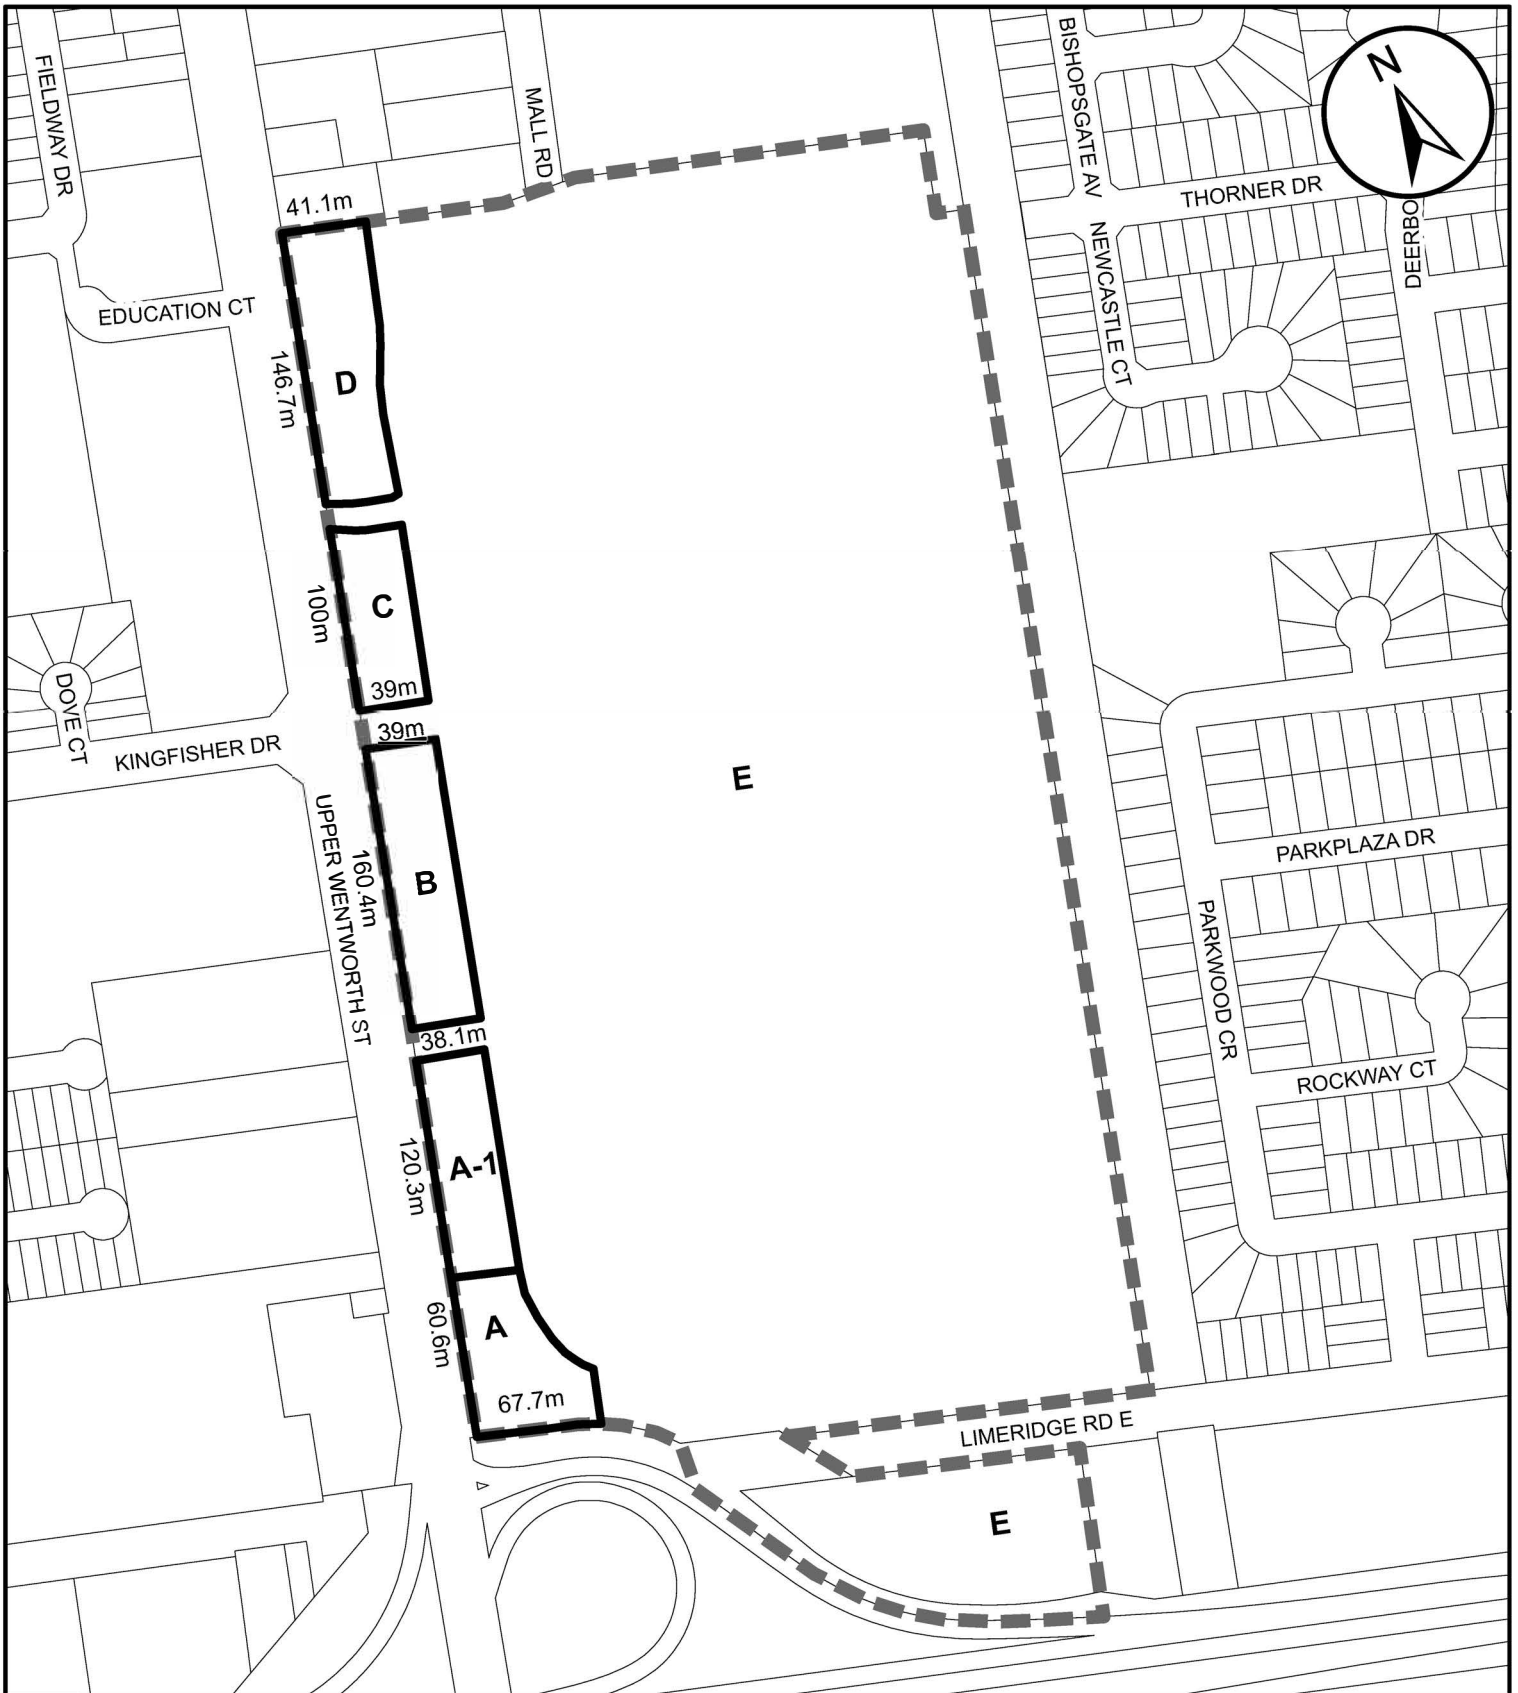 N
FIELDWAY DR
MALL RD
BISHOPSGATE AV
THORNER DR
DEERBO
41.1m
NEWCASTLE CT
EDUCATION CT
146.7m
D
100m
C
39m
DOVE CT
KINGFISHER DR
39m
E
UPPER WENTWORTH ST
160.4m
B
PARKPLAZA DR
PARKWOOD CR
38.1m
ROCKWAY CT
120.3m
A-1
60.6m
A
67.7m
LIMERIDGE RD E
E